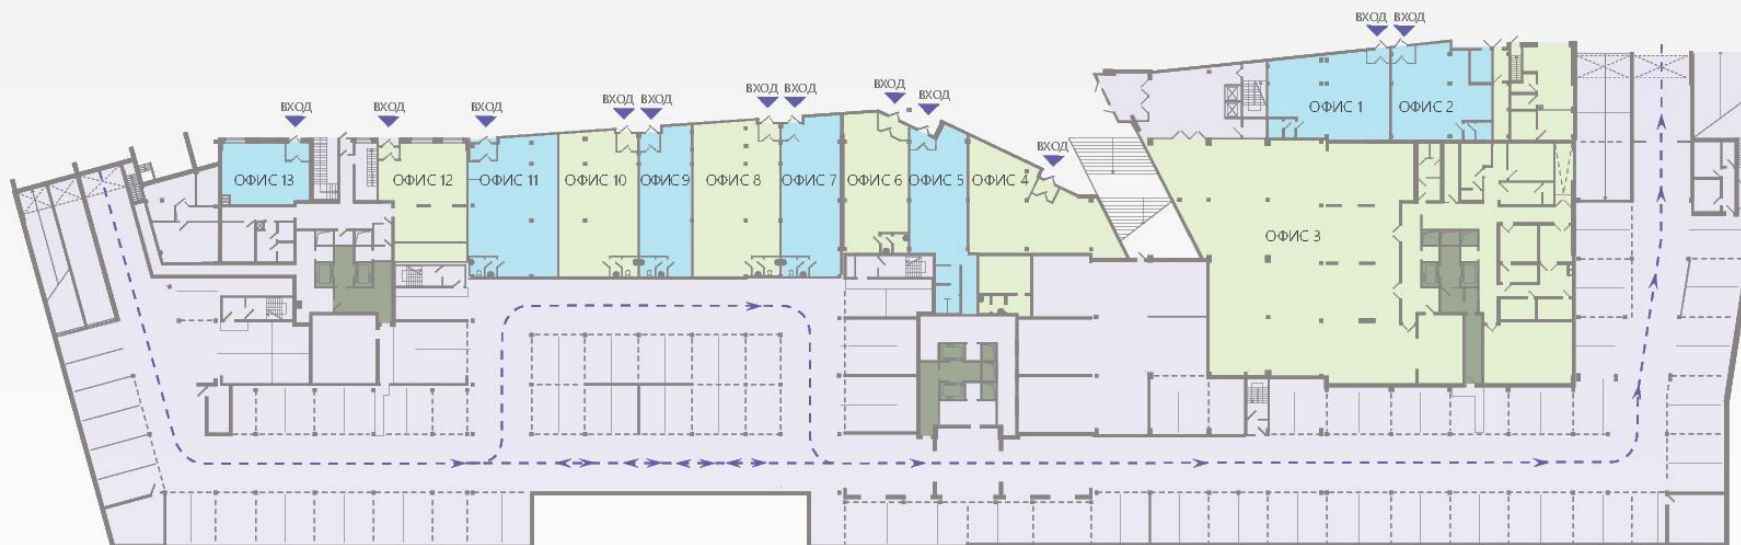 ВХОД ВХОД
ВХОД ВХОД
ВХОД
ВХОД ВХОД
ВХОД
ВХОД ВХОД ВХОД
ВХОД
ОФИС 1
ОФИС 2
ОФИС 13
ОФИС 12
ОФИС 11
ОФИС 10
ОФИС 9
ОФИС 8
ОФИС 7
ОФИС 6
ОФИС 5
ОФИС 4
ОФИС 3